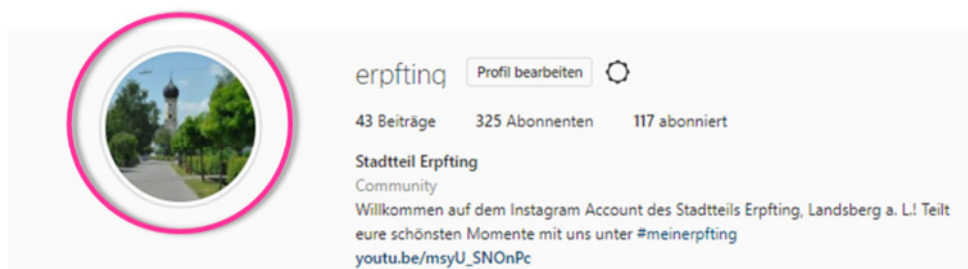 erpfting Profil bearbeiten
43 Beiträge 325 Abonnenten 117 abonniert
Stadtteil Erpfting
Community
Willkommen auf dem Instagram Account des Stadtteils Erpfting, Landsberg a. L.! Teilt
eure schönsten Momente mit uns unter #meinerpfting
youtu.be/msyU_SNOnPc